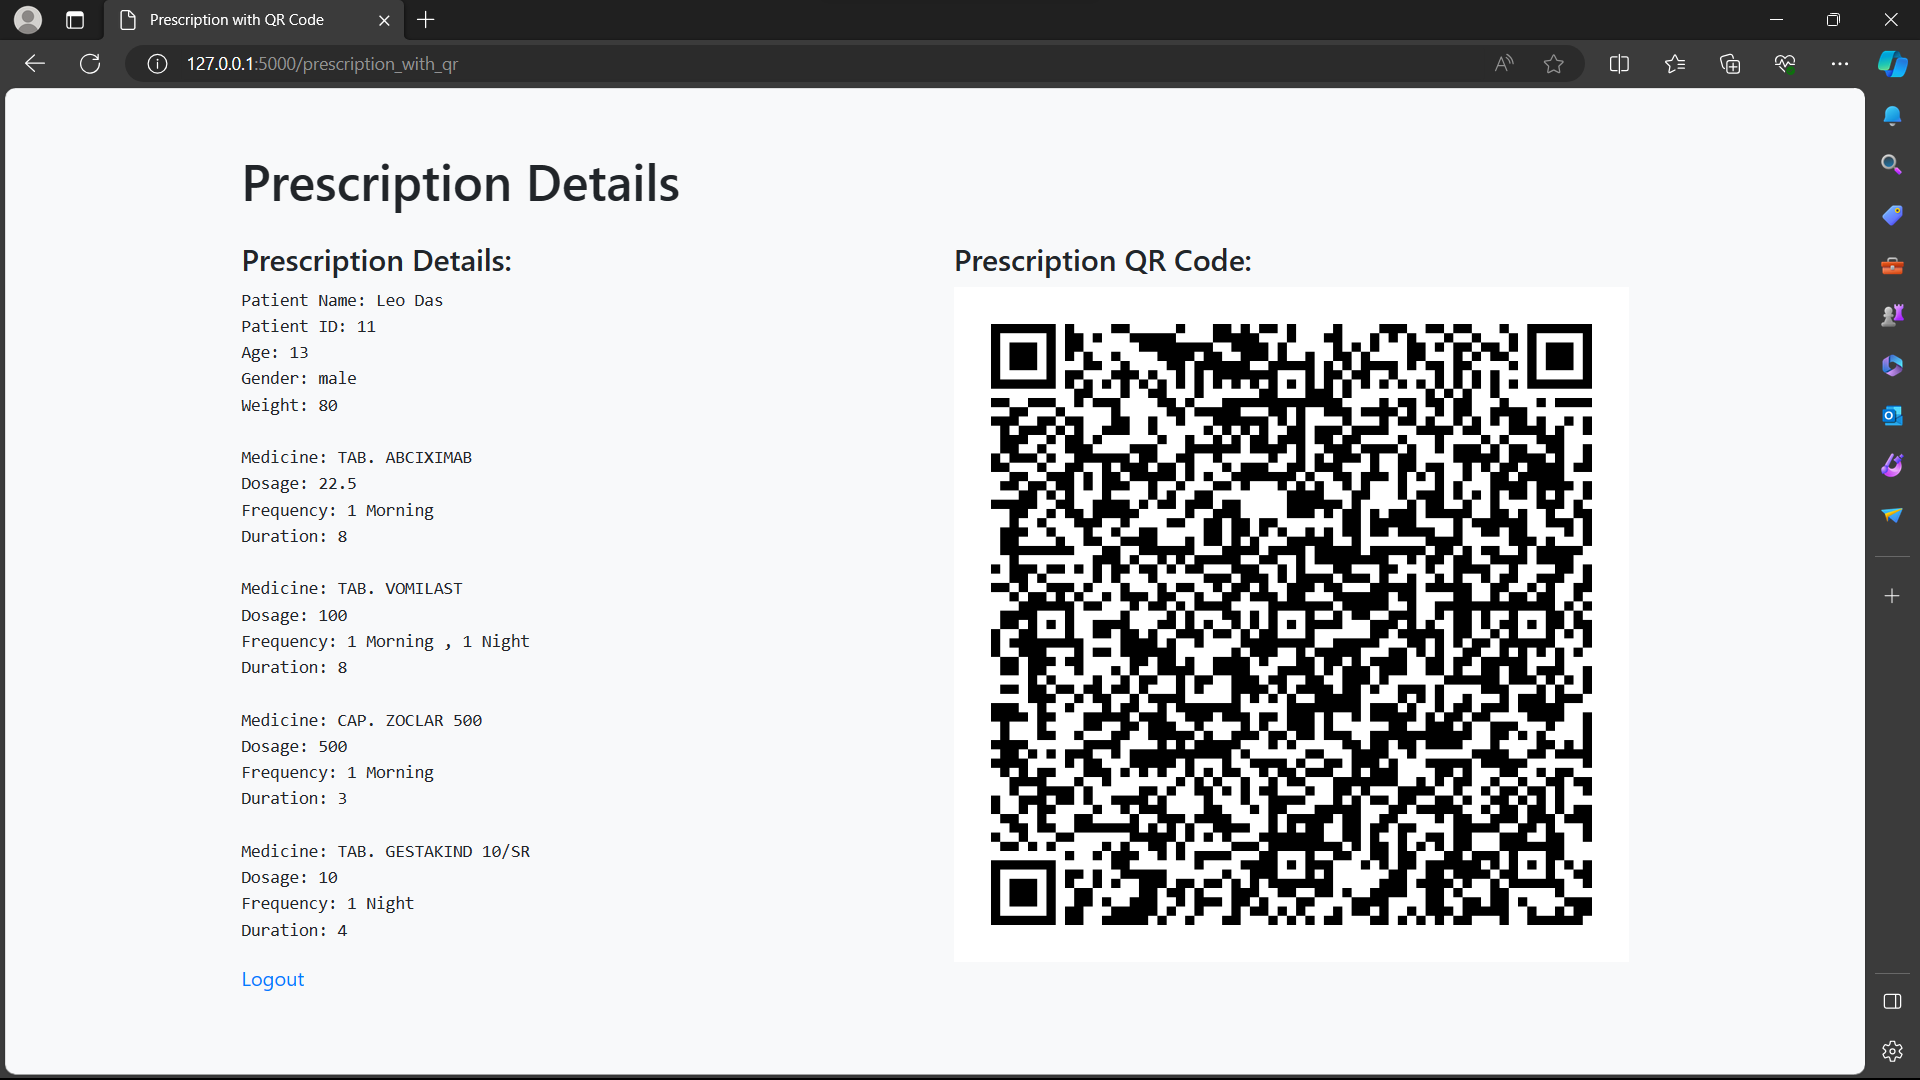 Prescription with QR Code
127.0.0.1:5000/prescription_with_qr
Prescription Details
Prescription Details:
Patient Name: Leo Das
Patient ID: 11
Age: 13
Gender: male
Weight: 80
Medicine: TAB. ABCIXIMAB
Dosage: 22.5
Frequency: 1 Morning
Duration: 8
Medicine: TAB. VOMILAST
Dosage: 100
Frequency: 1 Morning , 1 Night
Duration: 8
Medicine: CAP. ZOCLAR 500
Dosage: 500
Frequency: 1 Morning
Duration: 3
Medicine: TAB. GESTAKIND 10/SR
Dosage: 10
Frequency: 1 Night
Duration: 4
Logout
Prescription QR Code: